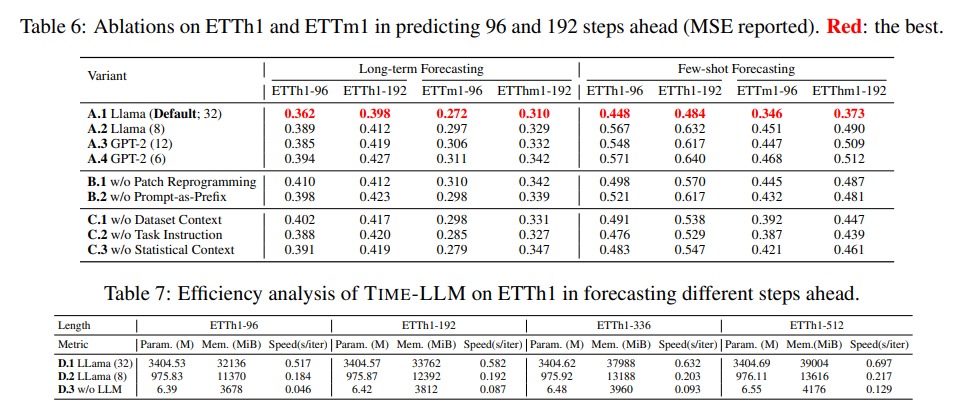 Table 6: Ablations on ETTh1 and ETTm1 in predicting 96 and 192 steps ahead (MSE reported). Red: the best.
Variant Long-term Forecasting Few-shot Forecasting
ETTh1-96 ETTh1-192 ETTm1-96 ETThm1-192 ETTh1-96 ETTh1-192 ETTm1-96 ETThm1-192
A.1 Llama (Default; 32) 0.362 0.398 0.272 0.310 0.448 0.484 0.346 0.373
A.2 Llama (8) 0.389 0.412 0.297 0.329 0.567 0.632 0.451 0.490
A.3 GPT-2 (12) 0.385 0.419 0.306 0.332 0.548 0.617 0.447 0.509
A.4 GPT-2 (6) 0.394 0.427 0.311 0.342 0.571 0.640 0.468 0.512
B.1 w/o Patch Reprogramming 0.410 0.412 0.310 0.342 0.498 0.570 0.445 0.487
B.2 w/o Prompt-as-Prefix 0.398 0.423 0.298 0.339 0.521 0.617 0.432 0.481
C.1 w/o Dataset Context 0.402 0.417 0.298 0.331 0.491 0.538 0.392 0.447
C.2 w/o Task Instruction 0.388 0.420 0.285 0.327 0.476 0.529 0.387 0.439
C.3 w/o Statistical Context 0.391 0.419 0.279 0.347 0.483 0.547 0.421 0.461
Table 7: Efficiency analysis of TIME-LLM on ETTh1 in forecasting different steps ahead.
Length ETTh1-96 ETTh1-192 ETTh1-336 ETTh1-512
Metric Param. (M) Mem. (MiB) Speed(s/iter) Param. (M) Mem. (MiB) Speed(s/iter) Param. (M) Mem. (MiB) Speed(s/iter) Param. (M) Mem. (MiB) Speed(s/iter)
D.1 LLama (32) 3404.53 32136 0.517 3404.57 33762 0.582 3404.62 37988 0.632 3404.69 39004 0.697
D.2 LLama (8) 975.83 11370 0.184 975.87 12392 0.192 975.92 13188 0.203 976.11 13616 0.217
D.3 w/o LLM 6.39 3678 0.046 6.42 3812 0.087 6.48 3960 0.093 6.55 4176 0.129